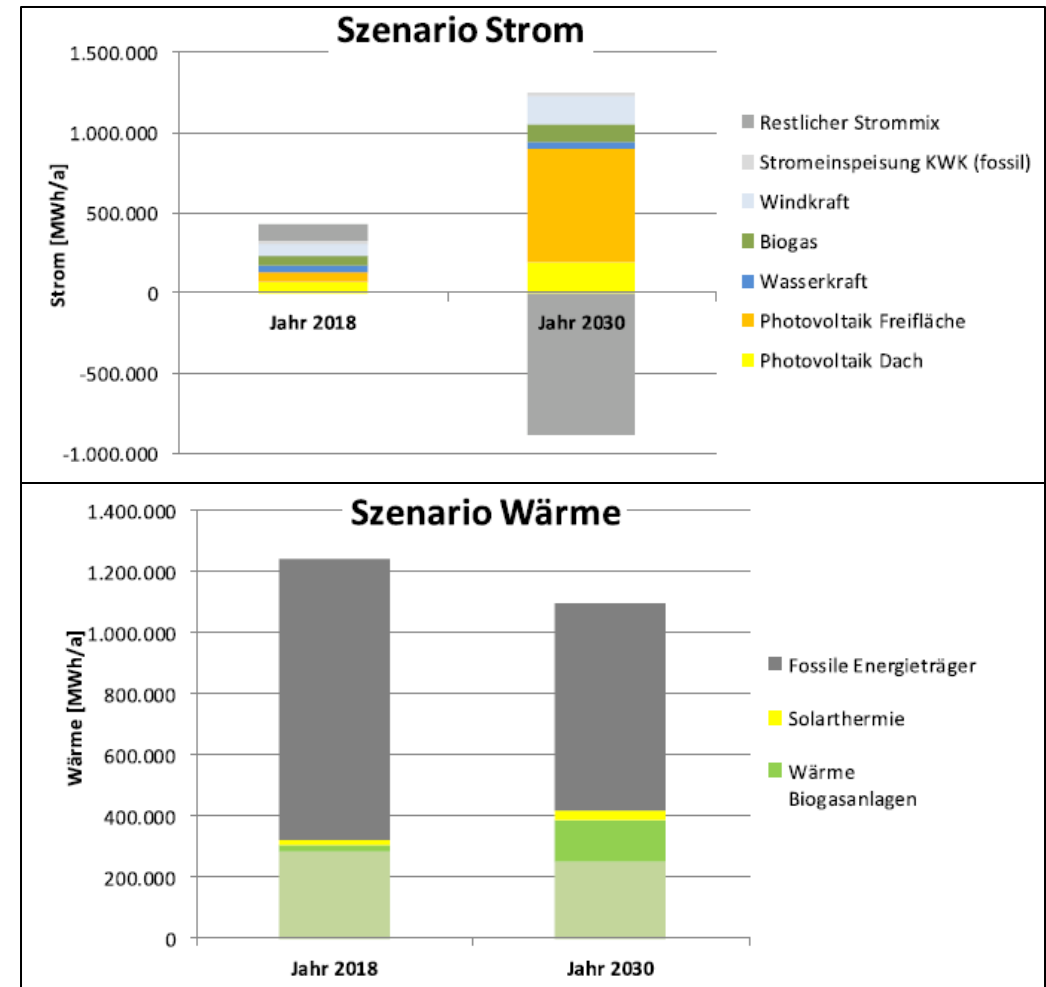 Szenario Strom
Strom [MWh/a]
1.500.000
1.000.000
500.000
0
-500.000
-1.000.000
Jahr 2018
Jahr 2030
Restlicher Strommix
Stromeinspeisung KWK (fossil)
Windkraft
Biogas
Wasserkraft
Photovoltaik Freifläche
Photovoltaik Dach
Szenario Wärme
Wärme [MWh/a]
1.400.000
1.200.000
1.000.000
800.000
600.000
400.000
200.000
0
Jahr 2018
Jahr 2030
Fossile Energieträger
Solarthermie
Wärme
Biogasanlagen